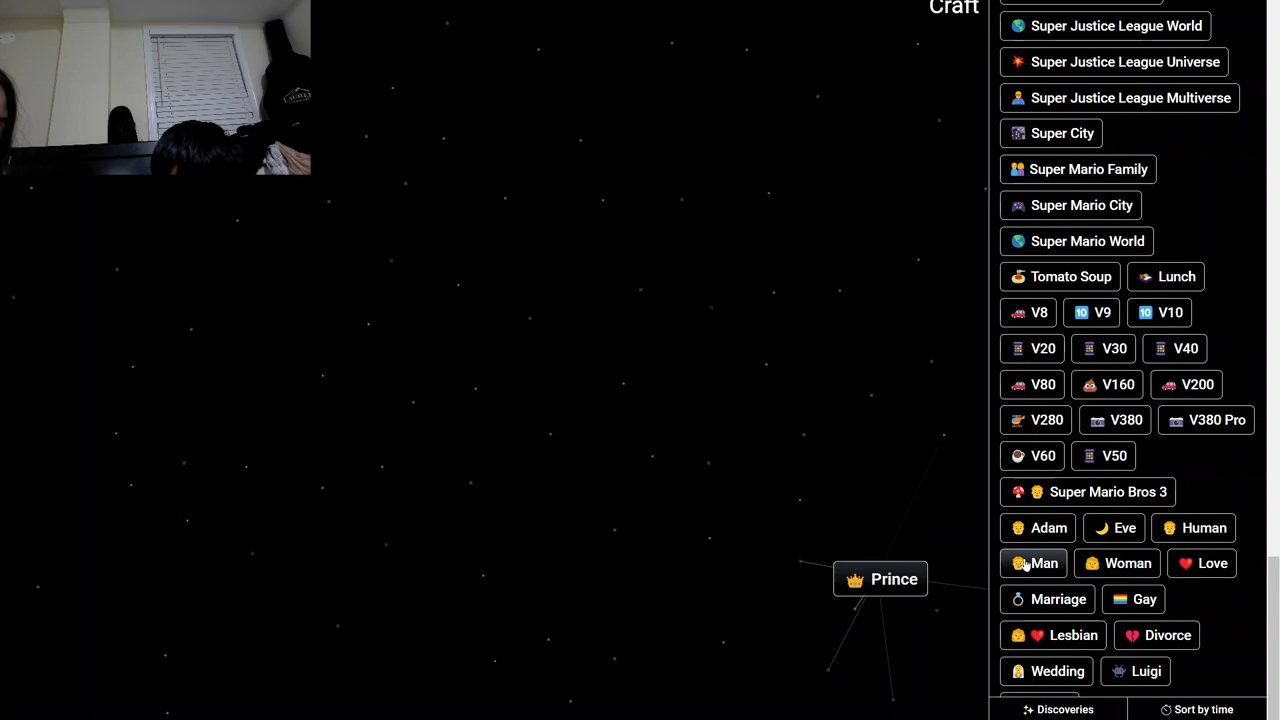 Craft
Super Justice League World
Super Justice League Universe
Super Justice League Multiverse
Super City
Super Mario Family
Super Mario City
Super Mario World
Tomato Soup Lunch
V8 V9 V10
V20 V30 V40
V80 V160 V200
V280 V380 V380 Pro
V60 V50
Super Mario Bros 3
Adam Eve Human
Prince
Man Woman Love
Marriage Gay
Lesbian Divorce
Wedding Luigi
Discoveries Sort by time